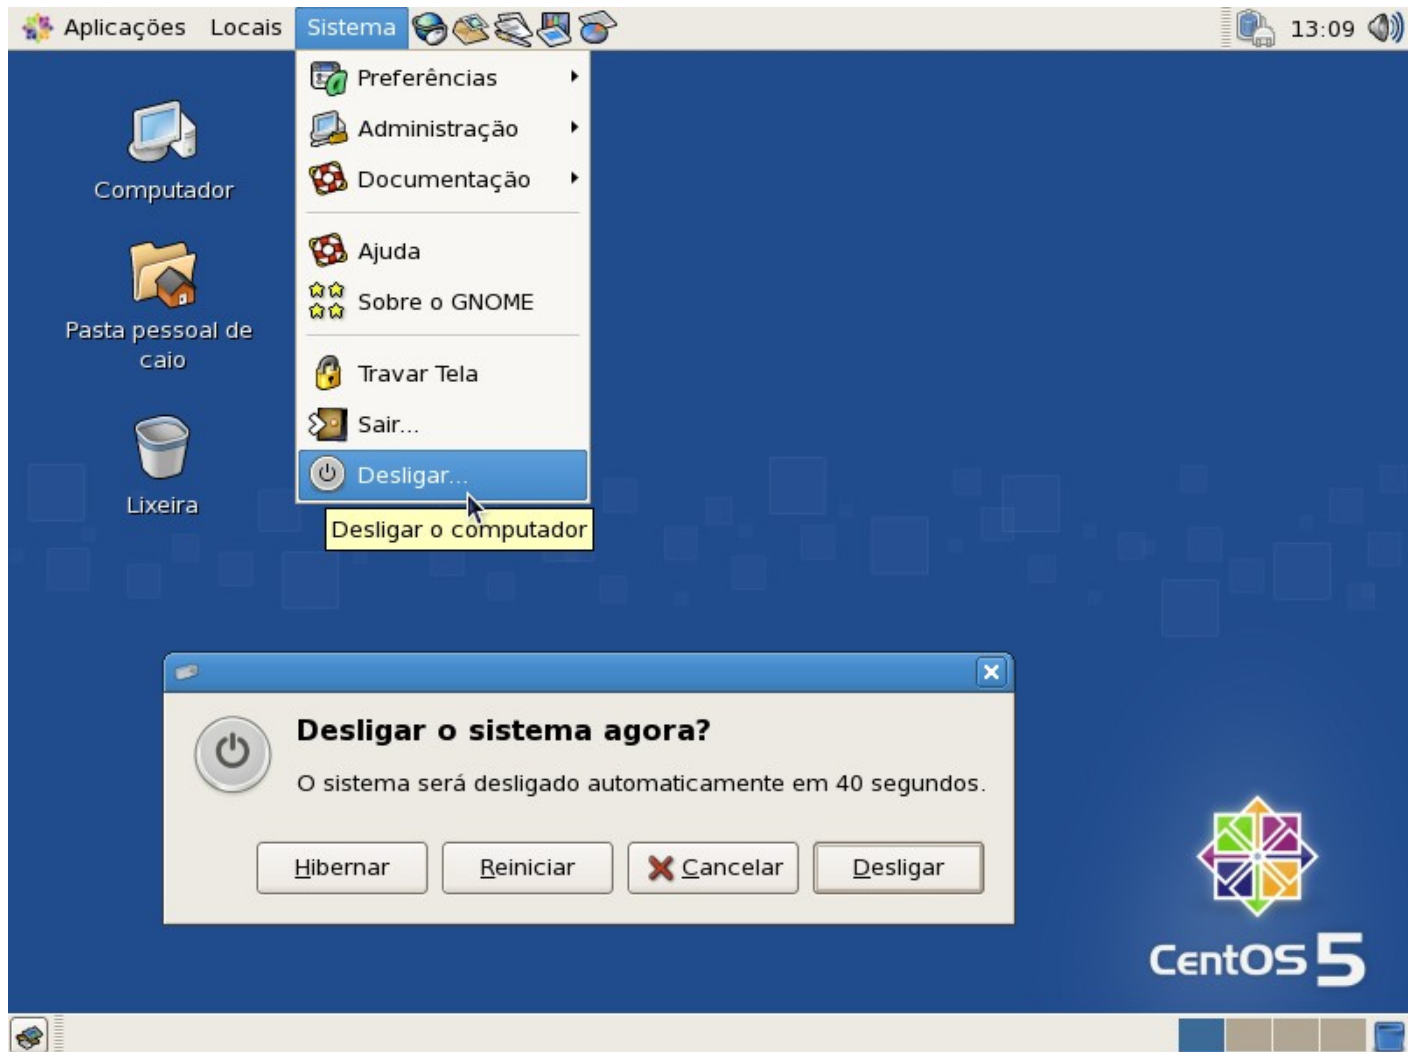 Aplicações Locais Sistema 13:09
Preferências
Administração
Documentação
Ajuda
Sobre o GNOME
Travar Tela
Sair...
Desligar...
Desligar o computador
Computador
Pasta pessoal de
caio
Lixeira
Desligar o sistema agora?
O sistema será desligado automaticamente em 40 segundos.
Hibernar Reiniciar Cancelar Desligar
CentOS 5